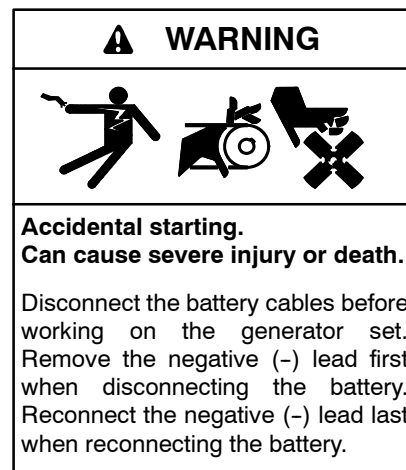 WARNING
Accidental starting.
Can cause severe injury or death.
Disconnect the battery cables before
working on the generator set.
Remove the negative (–) lead first
when disconnecting the battery.
Reconnect the negative (–) lead last
when reconnecting the battery.